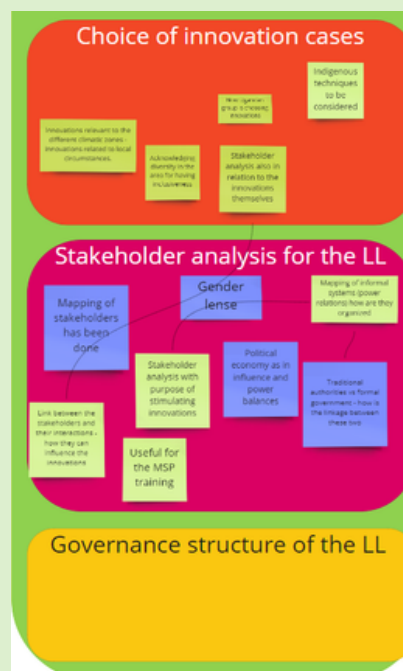 Choice of innovation cases
Indigenous
techniques
to be
considered
Innovations relevant to the
different climatic zones -
innovations related to local
circumstances.
Acknowledging
diversity in the
area for having
inclusiveness
Stakeholder
analysis also in
relation to the
innovations
themselves
Stakeholder analysis for the LL
Mapping of
stakeholders
has been
done
Gender
lense
Mapping of informal
systems (power
relations) how are they
organized
Stakeholder
analysis with
purpose of
stimulating
innovations
Political
economy as in
influence and
power
balances
Traditional
authorities vs formal
government - how is
the linkage between
these two
Link between the
stakeholders and
their interactions -
how they can
influence the
innovations
Useful for
the MSP
training
Governance structure of the LL